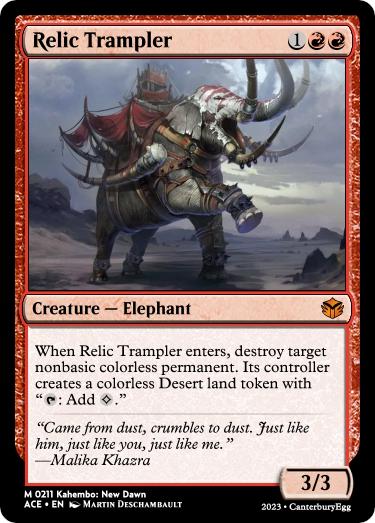 Relic Trampler 1
Creature — Elephant
When Relic Trampler enters, destroy target
nonbasic colorless permanent. Its controller
creates a colorless Desert land token with
“: Add .”
“Came from dust, crumbles to dust. Just like
him, just like you, just like me.”
—Malika Khazra
3/3
M 0211 Kahembo: New Dawn
ACE • EN Martin Deschambault
2023 - CanterburyEgg